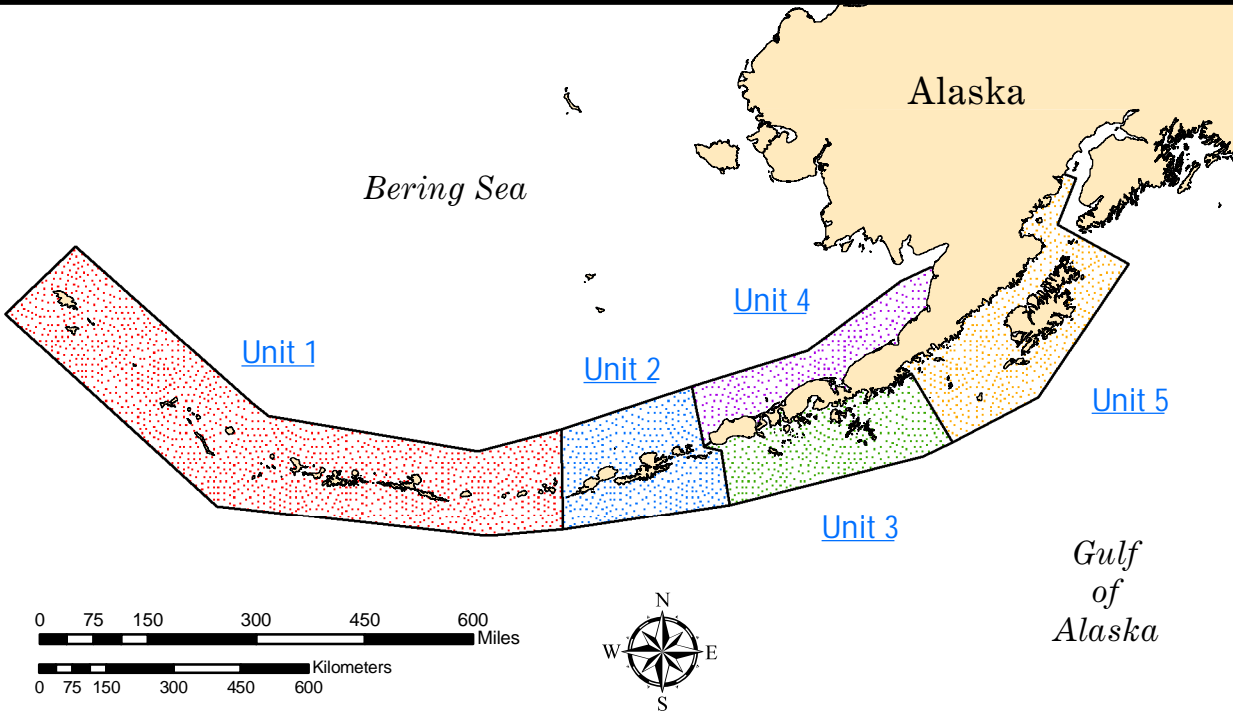 Alaska
Bering Sea
Unit 4
Unit 1
Unit 2
Unit 5
Unit 3
Gulf
of
Alaska
0 75 150 300 450 600
Miles
Kilometers
0 75 150 300 450 600
N
W E
S